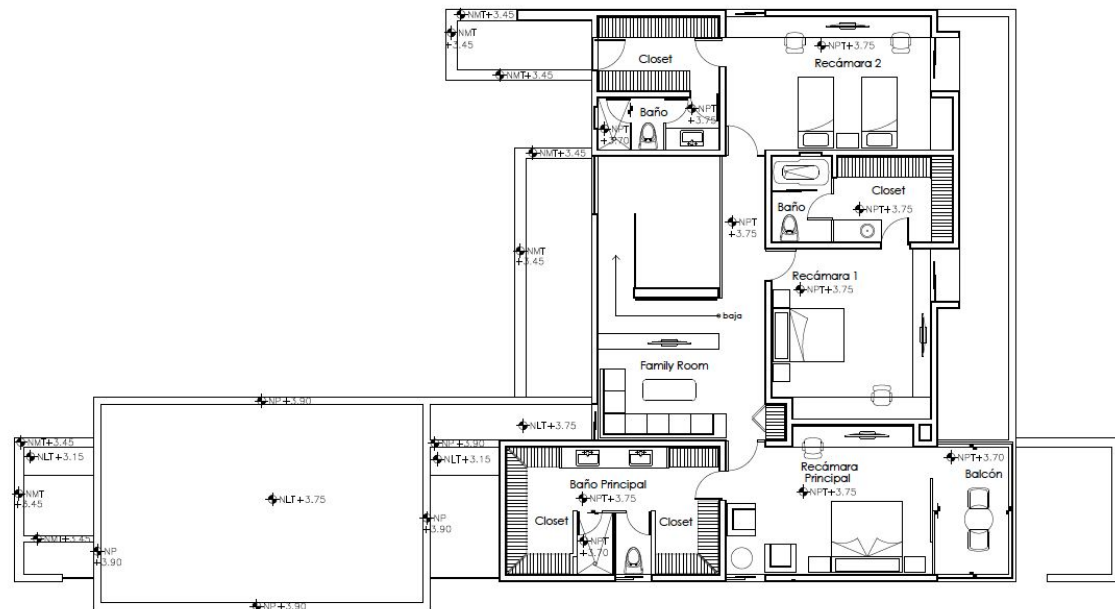 NMT+3.45
NMT
+3.45
NMT+3.45
Closet
NPT+3.75
Recámara 2
Baño
NPT
+3.75
NPT
+3.70
NMT+3.45
NPT
+3.75
Closet
Baño
NPT+3.75
NMT
+3.45
Recámara 1
NPT+3.75
baja
Family Room
NP+3.90
NLT+3.75
NMT+3.45
NLT+3.15
NP+3.90
NLT+3.15
NMT
+3.45
NLT+3.75
NP
+3.90
NMT+3.45
NP
+3.90
NP+3.90
Baño Principal
NPT+3.75
Closet
Closet
NPT
+3.70
Recámara
Principal
NPT+3.75
NPT+3.70
Balcón